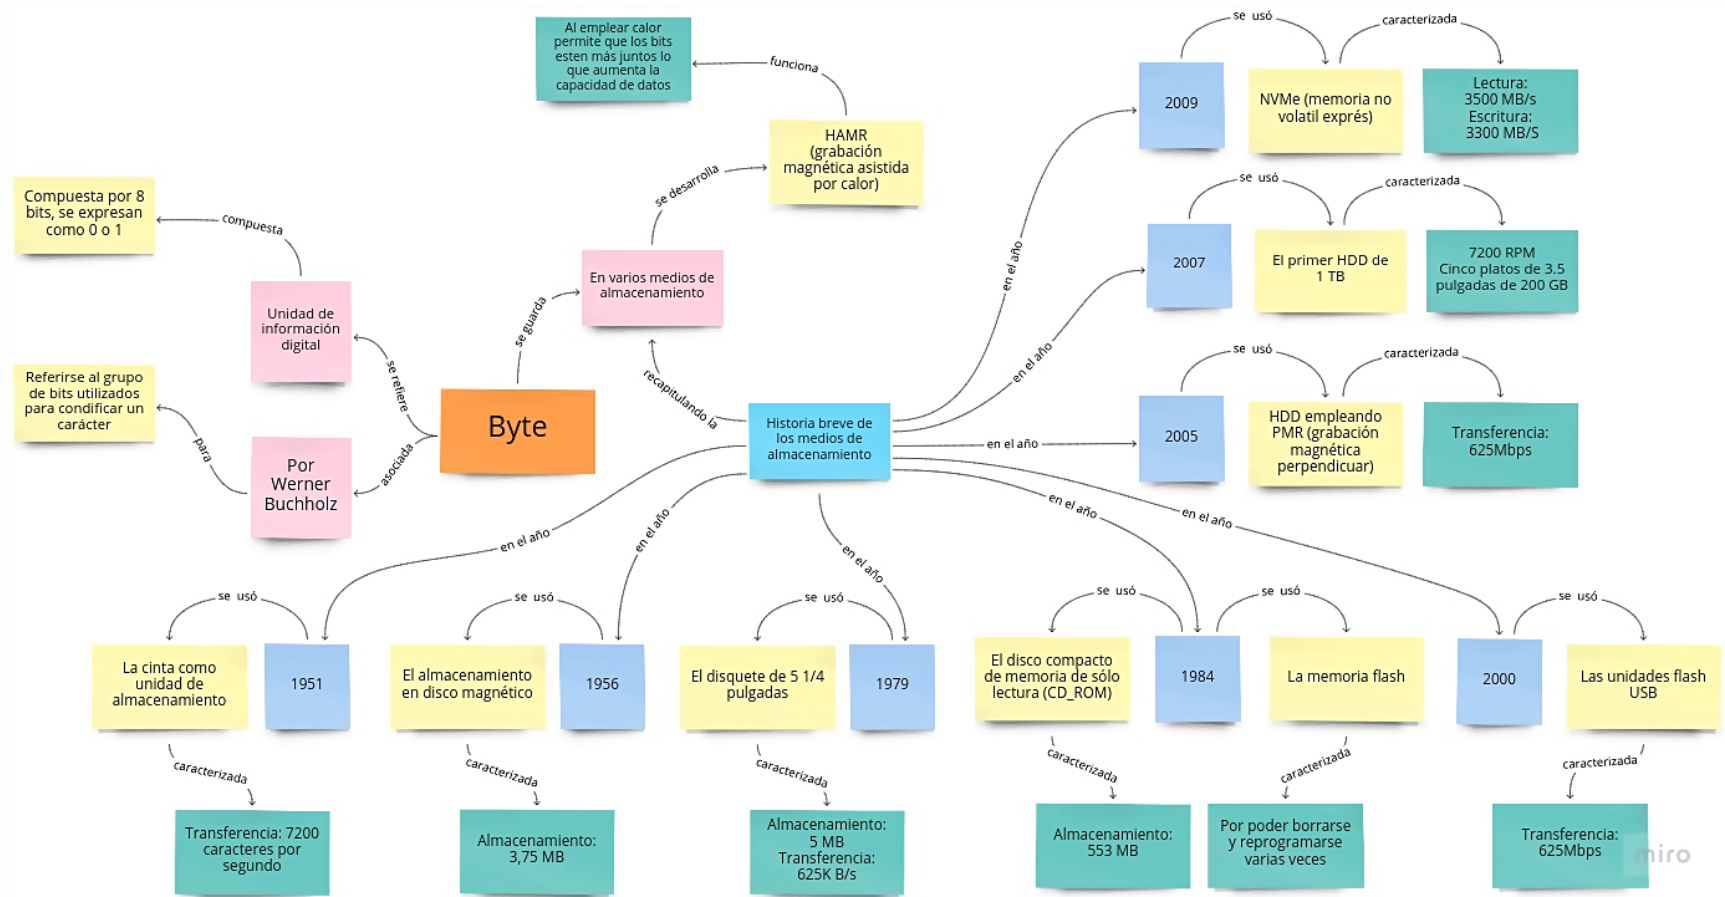 Al emplear calor
permite que los bits
esten más juntos lo
que aumenta la
capacidad de datos
funciona
HAMR
(grabación
magnética asistida
por calor)
se desarrolla
En varios medios de
almacenamiento
se guarda
Compuesta por 8
bits, se expresan
como 0 o 1
compuesta
Unidad de
información
digital
se refiere
Referirse al grupo
de bits utilizados
para condificar un
carácter
para
Por
Werner
Buchholz
asociada
Byte
recapitulando la
Historia breve de
los medios de
almacenamiento
en el año
2009
se usó
NVMe (memoria no
volatil exprés)
caracterizada
Lectura:
3500 MB/s
Escritura:
3300 MB/S
en el año
2007
se usó
El primer HDD de
1 TB
caracterizada
7200 RPM
Cinco platos de 3.5
pulgadas de 200 GB
en el año
2005
se usó
HDD empleando
PMR (grabación
magnética
perpendicuar)
caracterizada
Transferencia:
625Mbps
en el año
1951
se usó
La cinta como
unidad de
almacenamiento
caracterizada
Transferencia: 7200
caracteres por
segundo
en el año
1956
se usó
El almacenamiento
en disco magnético
caracterizada
Almacenamiento:
3,75 MB
en el año
1979
se usó
El disquete de 5 1/4
pulgadas
caracterizada
Almacenamiento:
5 MB
Transferencia:
625K B/s
en el año
1984
se usó
El disco compacto
de memoria de sólo
lectura (CD_ROM)
caracterizada
Almacenamiento:
553 MB
se usó
La memoria flash
caracterizada
Por poder borrarse
y reprogramarse
varias veces
en el año
2000
se usó
Las unidades flash
USB
caracterizada
Transferencia:
625Mbps
miro